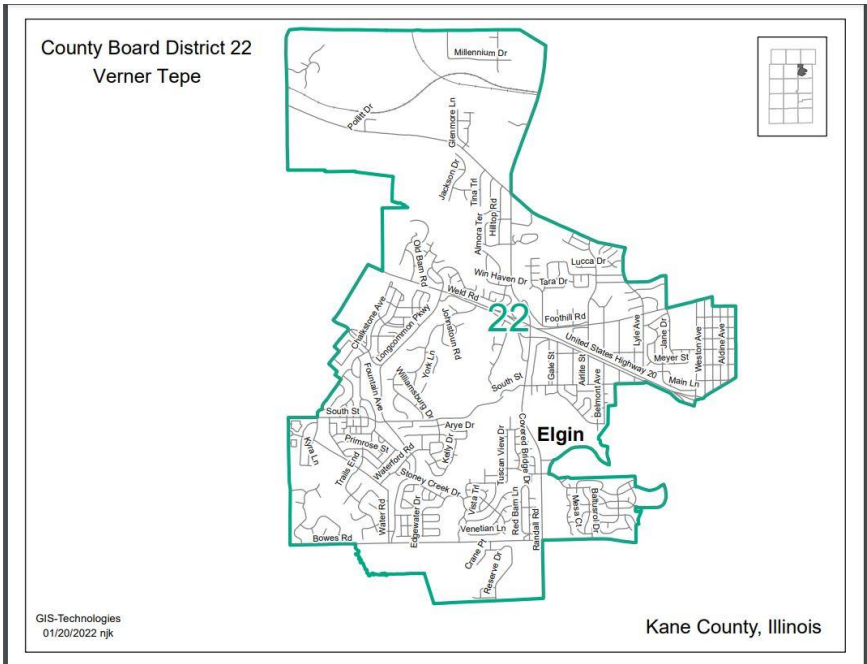 County Board District 22
Verner Tepe
Millennium Dr
Pollitt Dr
Glenmore Ln
Jackson Dr
Tina Trl
Almora Ter
Hilltop Rd
Old Barn Rd
Lucca Dr
Win Haven Dr
Tara Dr
Weld Rd
22
Foothill Rd
Chalkstone Ave
Longcommon Pkwy
Johnstoun Rd
Lyle Ave
Jane Dr
Weston Ave
Aldine Ave
United States Highway 20
Meyer St
York Ln
Gale St
Airlite St
Main Ln
Fountain Ave
Williamsburg Dr
South St
Belmont Ave
South St
Arye Dr
Covered Bridge Dr
Elgin
Kyra Ln
Primrose St
Kelly Dr
Tuscan View Dr
Trails End
Waterford Rd
Stoney Creek Dr
Vista Trl
Red Barn Ln
Mesa Ct
Baltusrol Dr
Water Rd
Edgewater Dr
Venetian Ln
Randall Rd
Bowes Rd
Crane Pt
Reserve Dr
GIS-Technologies
01/20/2022 njk
Kane County, Illinois